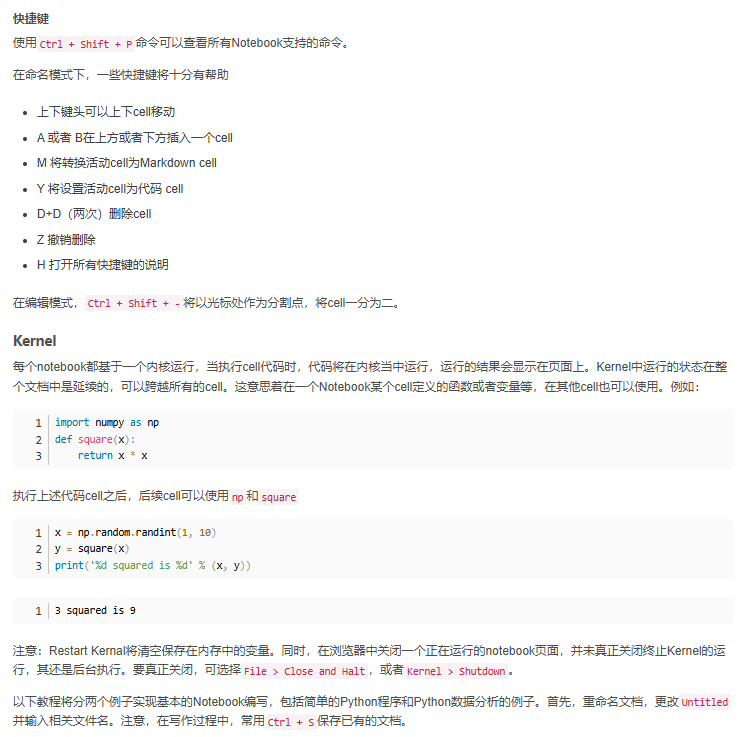 快捷键
使用 Ctrl + Shift + P 命令可以查看所有Notebook支持的命令。
在命名模式下，一些快捷键将十分有帮助
• 上下键头可以上下cell移动
• A 或者 B在上方或者下方插入一个cell
• M 将转换活动cell为Markdown cell
• Y 将设置活动cell为代码 cell
• D+D（两次）删除cell
• Z 撤销删除
• H 打开所有快捷键的说明
在编辑模式， Ctrl + Shift + - 将以光标处作为分割点，将cell一分为二。
Kernel
每个notebook都基于一个内核运行，当执行cell代码时，代码将在内核当中运行，运行的结果会显示在页面上。Kernel中运行的状态在整
个文档中是延续的，可以跨越所有的cell。这意思着在一个Notebook某个cell定义的函数或者变量等，在其他cell也可以使用。例如：
1 import numpy as np
2 def square(x):
3     return x * x
执行上述代码cell之后，后续cell可以使用 np 和 square
1 x = np.random.randint(1, 10)
2 y = square(x)
3 print('%d squared is %d' % (x, y))
1 3 squared is 9
注意：Restart Kernal将清空保存在内存中的变量。同时，在浏览器中关闭一个正在运行的notebook页面，并未真正关闭终止Kernel的运
行，其还是后台执行。要真正关闭，可选择 File > Close and Halt ，或者 Kernel > Shutdown 。
以下教程将分两个例子实现基本的Notebook编写，包括简单的Python程序和Python数据分析的例子。首先，重命名文档，更改 Untitled
并输入相关文件名。注意，在写作过程中，常用 Ctrl + S 保存已有的文档。